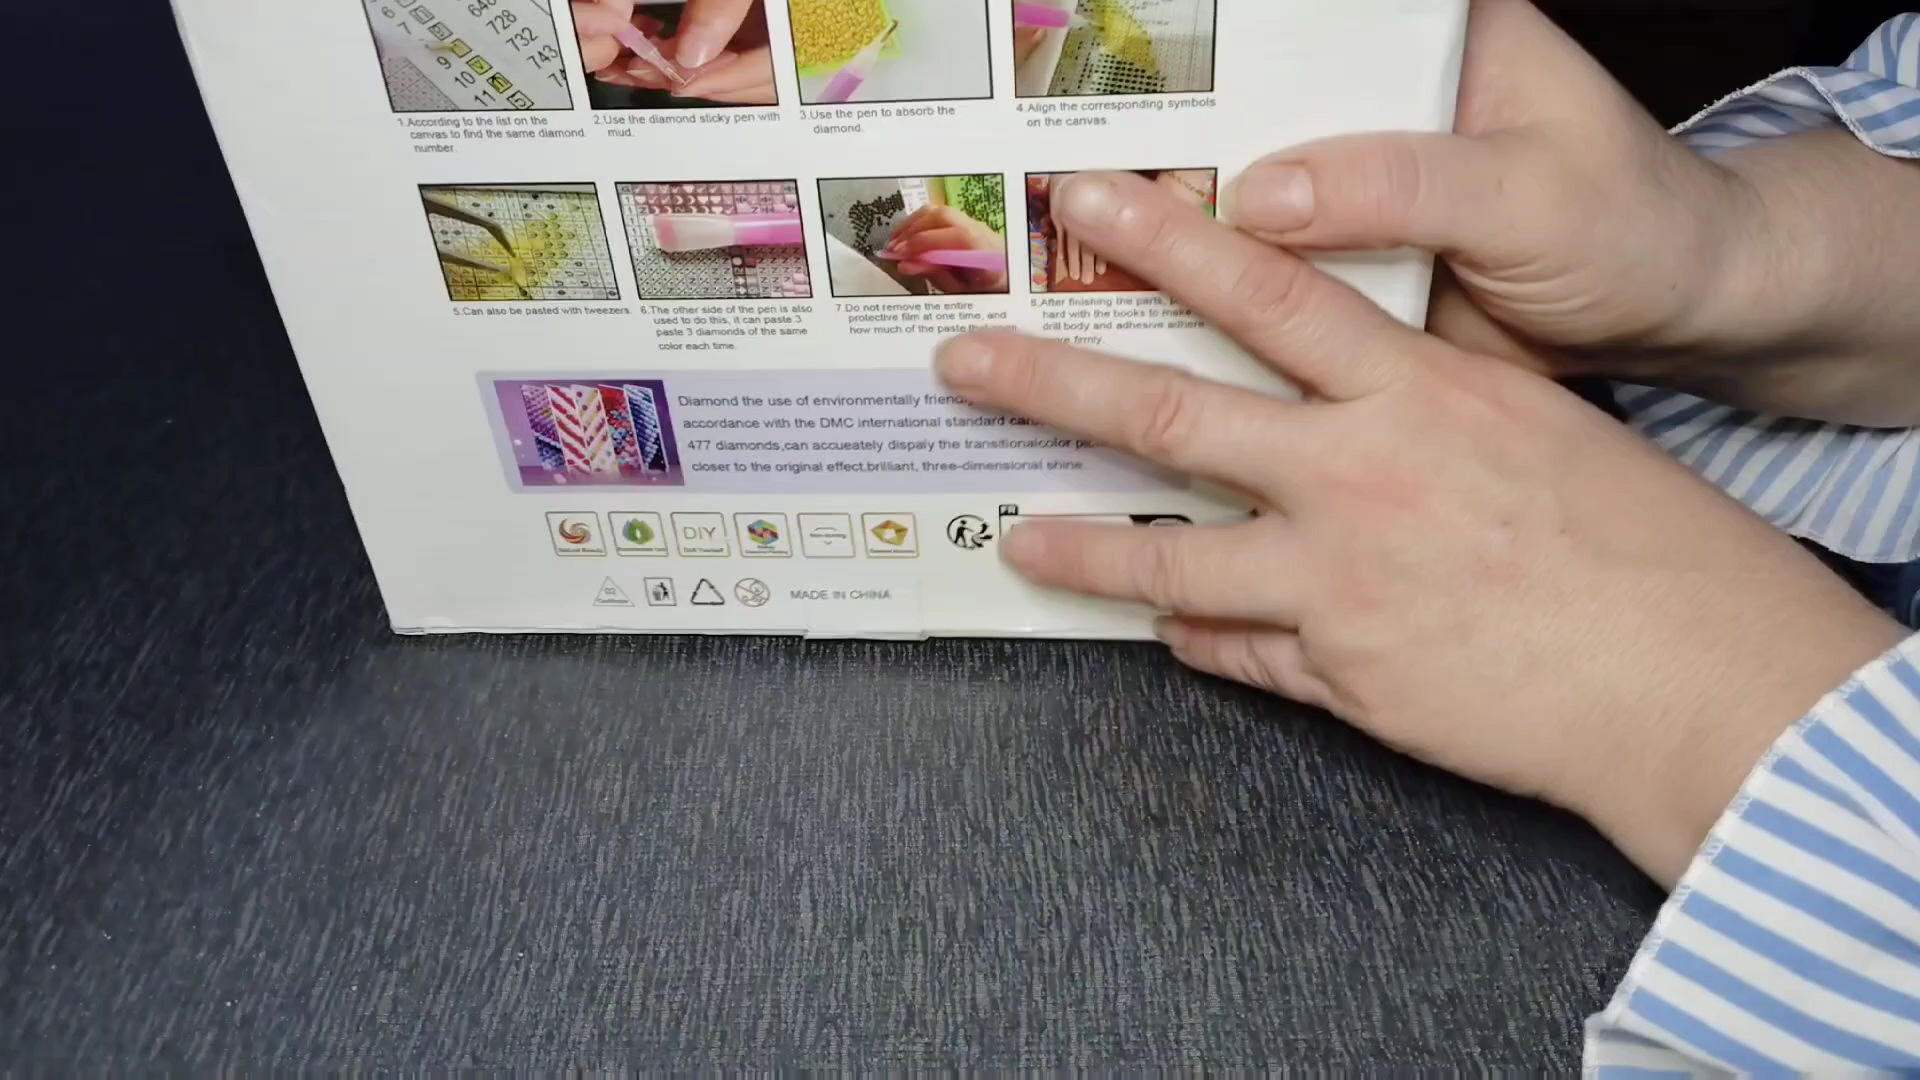 6
7
9
10
11
728
732
743
1.According to the list on the
canvas to find the same diamond
number.
2.Use the diamond sticky pen with
mud.
3.Use the pen to absorb the
diamond.
4.Align the corresponding symbols
on the canvas.
5.Can also be pasted with tweezers.
6.The other side of the pen is also
used to do this, it can paste 3
paste 3 diamonds of the same
color each time.
7.Do not remove the entire
protective film at one time, and
how much of the paste
8.After finishing the parts,
hard with the books to make
drill body and adhesive adhere
firmly.
Diamond the use of environmentally
accordance with the DMC international standard
477 diamonds,can accueately dispaly the transitionalcolor
closer to the original effect,brilliant, three-dimensional shine.
DIY
FR
02
MADE IN CHINA